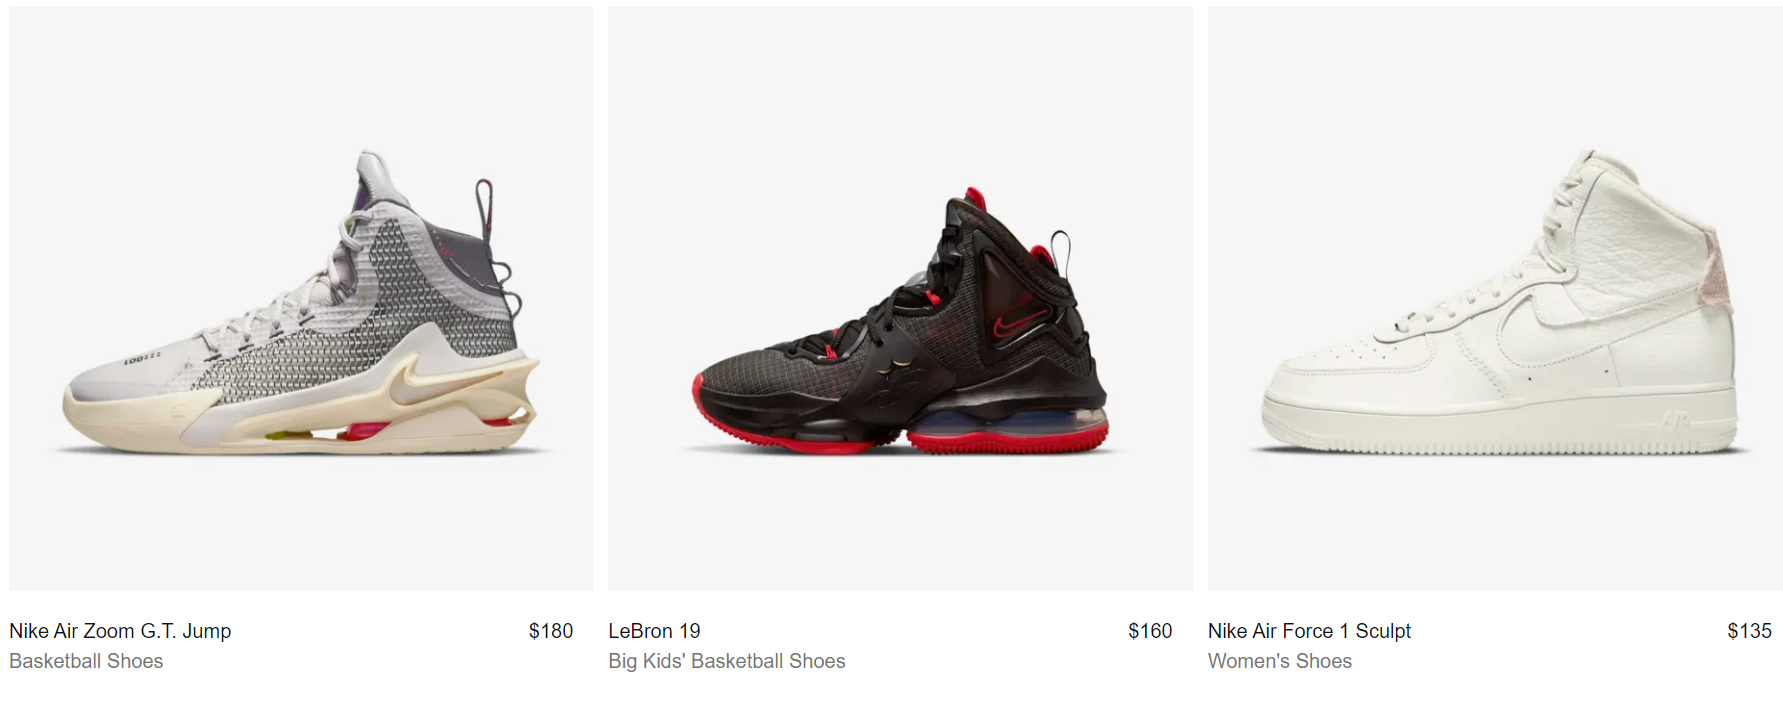 Nike Air Zoom G.T. Jump $180
Basketball Shoes
LeBron 19 $160
Big Kids' Basketball Shoes
Nike Air Force 1 Sculpt $135
Women's Shoes